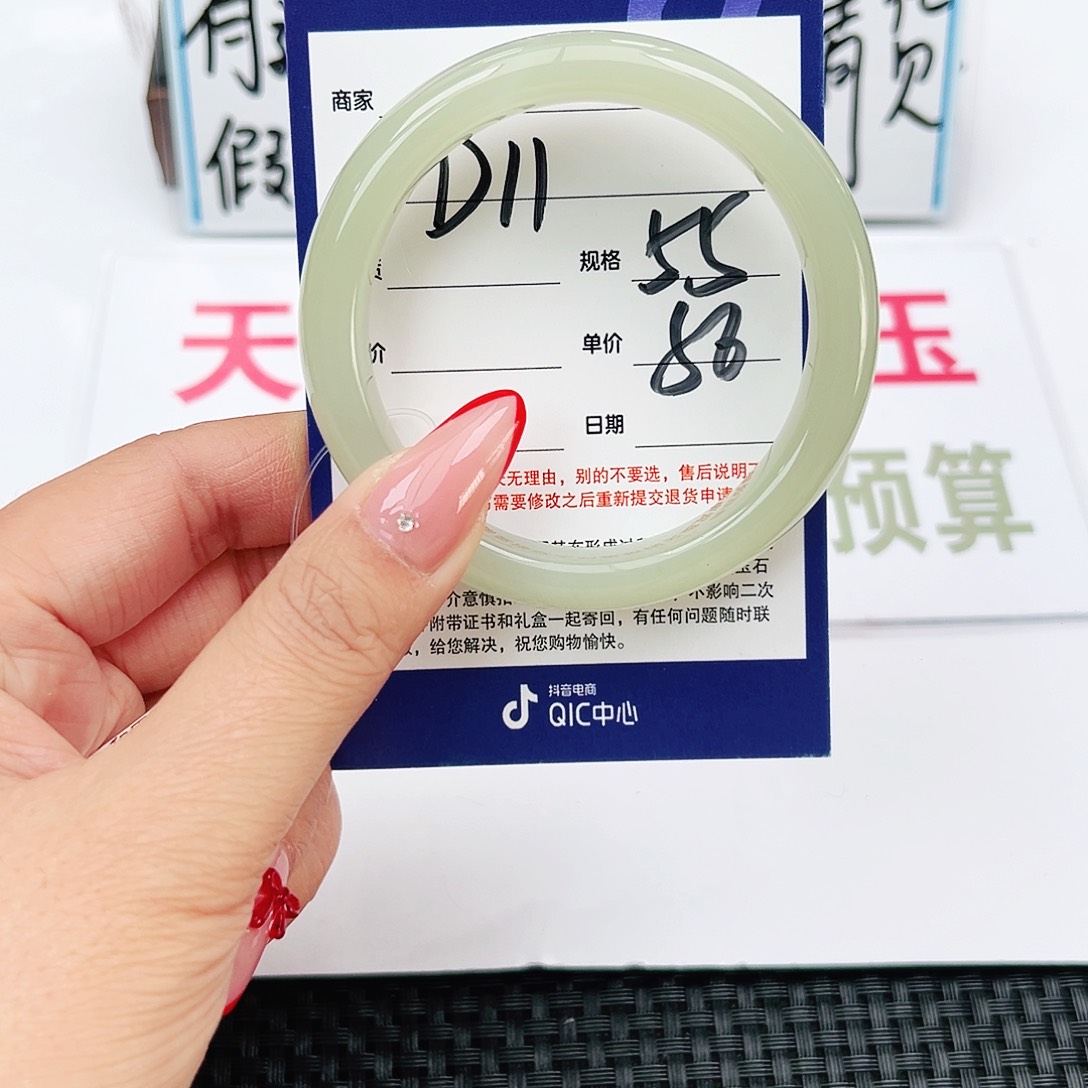 有
假
商家
D11
规格 55
价
单价 86
日期
天
玉
预算
无理由，别的不要选，售后说明
需要修改之后重新提交退货申请
玉石
介意慎拍
不影响二次
附带证书和礼盒一起寄回，有任何问题随时联
，给您解决，祝您购物愉快。
抖音电商
QIC中心